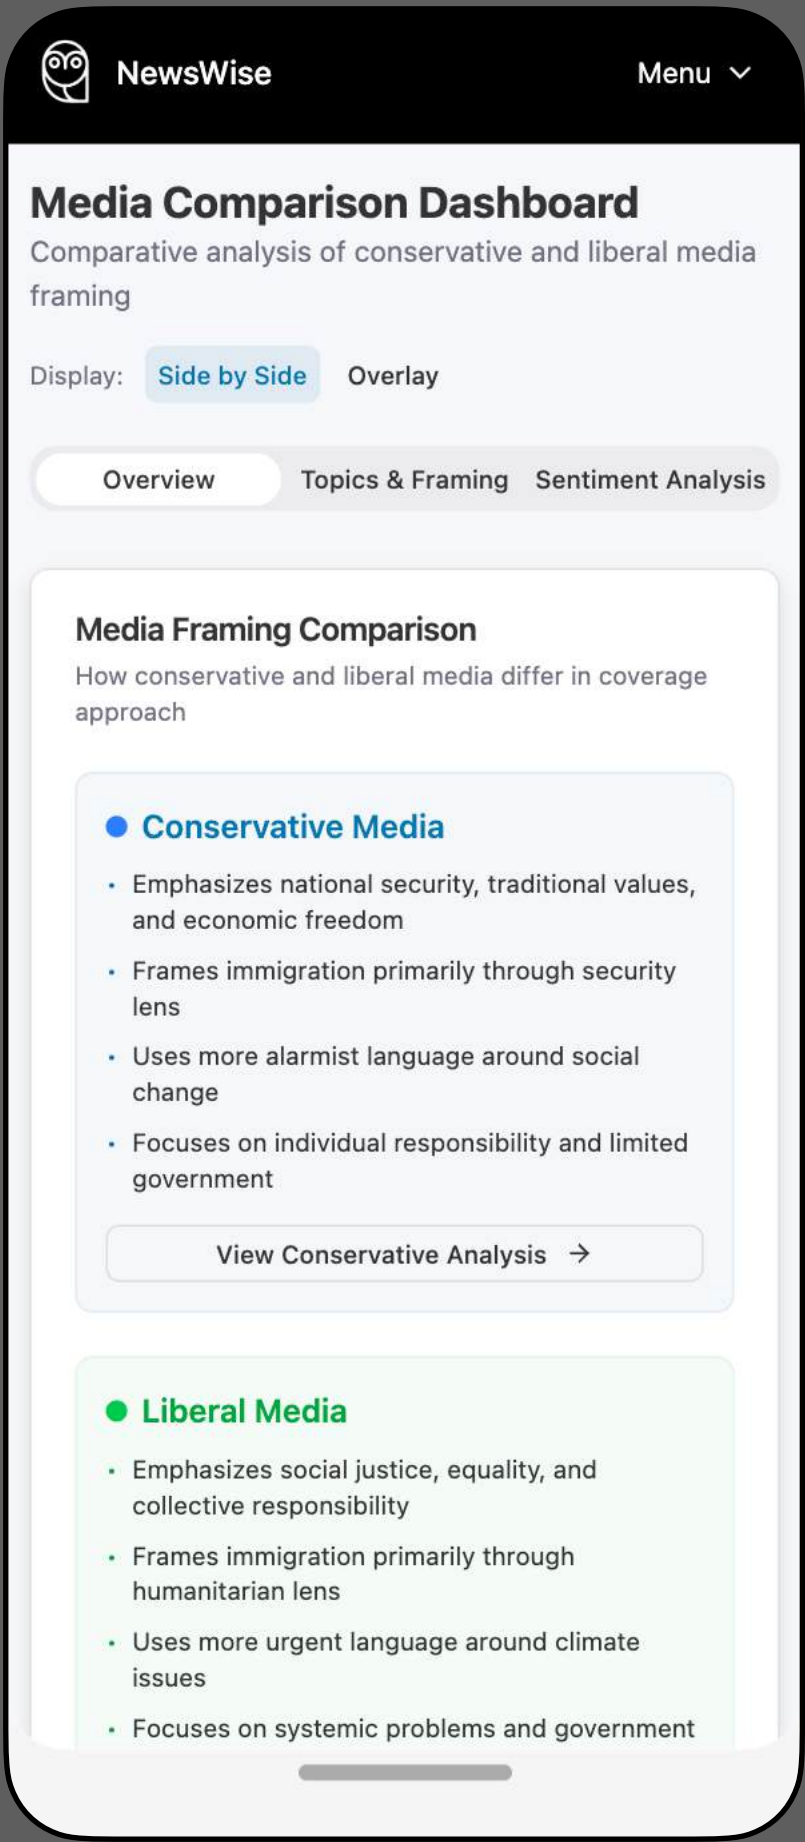 NewsWise
Menu
Media Comparison Dashboard
Comparative analysis of conservative and liberal media
framing
Display: Side by Side Overlay
Overview Topics & Framing Sentiment Analysis
Media Framing Comparison
How conservative and liberal media differ in coverage
approach
Conservative Media
• Emphasizes national security, traditional values,
and economic freedom
• Frames immigration primarily through security
lens
• Uses more alarmist language around social
change
• Focuses on individual responsibility and limited
government
View Conservative Analysis →
Liberal Media
• Emphasizes social justice, equality, and
collective responsibility
• Frames immigration primarily through
humanitarian lens
• Uses more urgent language around climate
issues
• Focuses on systemic problems and government